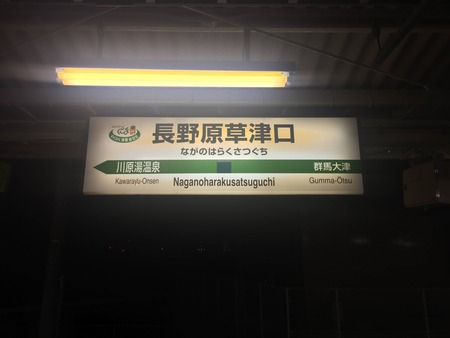 長野原草津口
ながのはらくさつぐち
川原湯温泉
群馬大津
Kawarayu-Onsen
Naganoharakusatsuguchi
Gumma-Ōtsu